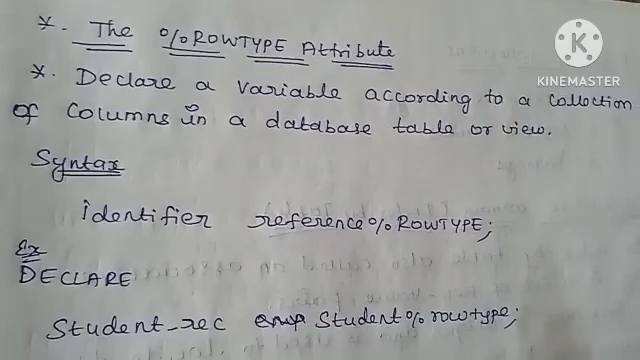 *. The %ROWTYPE Attribute
KINEMASTER
*. Declare a variable according to a collection
of columns in a database table or view.
Syntax
identifier reference%ROWTYPE;
Ex
DECLARE
Student_rec Student%rowtype;